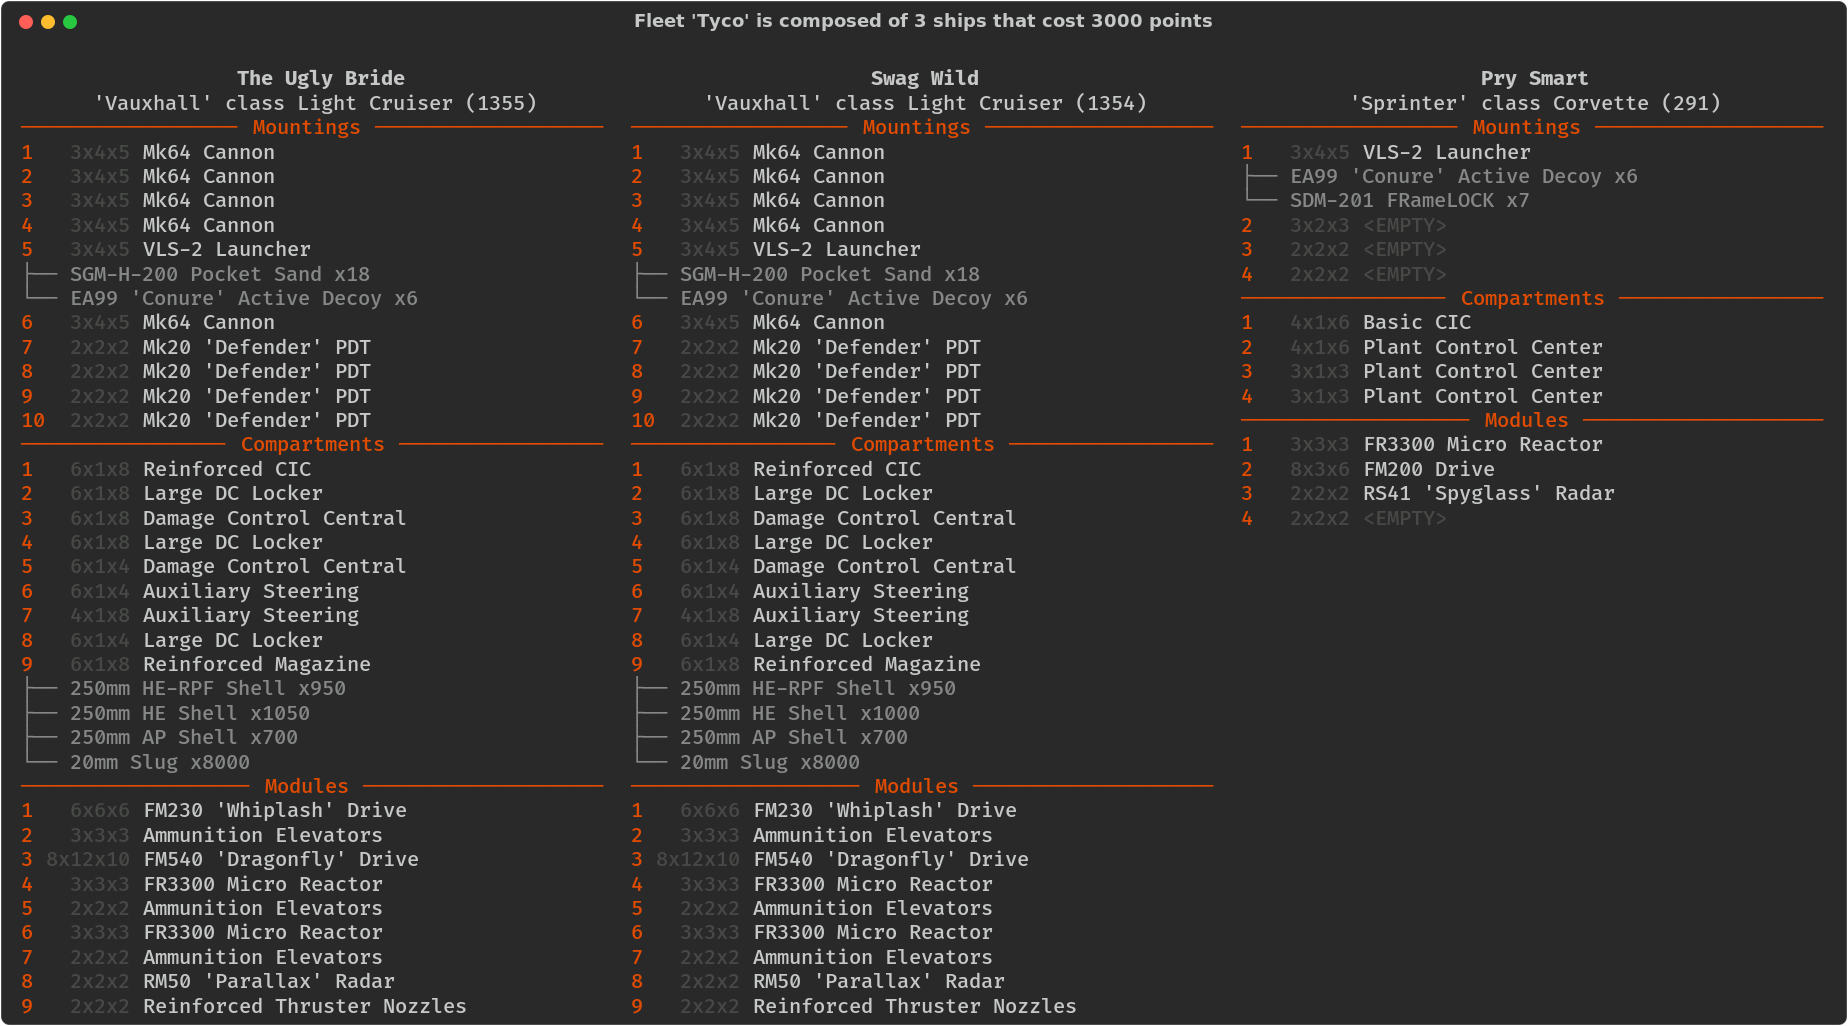 Fleet 'Tyco' is composed of 3 ships that cost 3000 points
The Ugly Bride
'Vauxhall' class Light Cruiser (1355)
Mountings
1 3x4x5 Mk64 Cannon
2 3x4x5 Mk64 Cannon
3 3x4x5 Mk64 Cannon
4 3x4x5 Mk64 Cannon
5 3x4x5 VLS-2 Launcher
SGM-H-200 Pocket Sand x18
EA99 'Conure' Active Decoy x6
6 3x4x5 Mk64 Cannon
7 2x2x2 Mk20 'Defender' PDT
8 2x2x2 Mk20 'Defender' PDT
9 2x2x2 Mk20 'Defender' PDT
10 2x2x2 Mk20 'Defender' PDT
Compartments
1 6x1x8 Reinforced CIC
2 6x1x8 Large DC Locker
3 6x1x8 Damage Control Central
4 6x1x8 Large DC Locker
5 6x1x4 Damage Control Central
6 6x1x4 Auxiliary Steering
7 4x1x8 Auxiliary Steering
8 6x1x4 Large DC Locker
9 6x1x8 Reinforced Magazine
250mm HE-RPF Shell x950
250mm HE Shell x1050
250mm AP Shell x700
20mm Slug x8000
Modules
1 6x6x6 FM230 'Whiplash' Drive
2 3x3x3 Ammunition Elevators
3 8x12x10 FM540 'Dragonfly' Drive
4 3x3x3 FR3300 Micro Reactor
5 2x2x2 Ammunition Elevators
6 3x3x3 FR3300 Micro Reactor
7 2x2x2 Ammunition Elevators
8 2x2x2 RM50 'Parallax' Radar
9 2x2x2 Reinforced Thruster Nozzles
Swag Wild
'Vauxhall' class Light Cruiser (1354)
Mountings
1 3x4x5 Mk64 Cannon
2 3x4x5 Mk64 Cannon
3 3x4x5 Mk64 Cannon
4 3x4x5 Mk64 Cannon
5 3x4x5 VLS-2 Launcher
SGM-H-200 Pocket Sand x18
EA99 'Conure' Active Decoy x6
6 3x4x5 Mk64 Cannon
7 2x2x2 Mk20 'Defender' PDT
8 2x2x2 Mk20 'Defender' PDT
9 2x2x2 Mk20 'Defender' PDT
10 2x2x2 Mk20 'Defender' PDT
Compartments
1 6x1x8 Reinforced CIC
2 6x1x8 Large DC Locker
3 6x1x8 Damage Control Central
4 6x1x8 Large DC Locker
5 6x1x4 Damage Control Central
6 6x1x4 Auxiliary Steering
7 4x1x8 Auxiliary Steering
8 6x1x4 Large DC Locker
9 6x1x8 Reinforced Magazine
250mm HE-RPF Shell x950
250mm HE Shell x1000
250mm AP Shell x700
20mm Slug x8000
Modules
1 6x6x6 FM230 'Whiplash' Drive
2 3x3x3 Ammunition Elevators
3 8x12x10 FM540 'Dragonfly' Drive
4 3x3x3 FR3300 Micro Reactor
5 2x2x2 Ammunition Elevators
6 3x3x3 FR3300 Micro Reactor
7 2x2x2 Ammunition Elevators
8 2x2x2 RM50 'Parallax' Radar
9 2x2x2 Reinforced Thruster Nozzles
Pry Smart
'Sprinter' class Corvette (291)
Mountings
1 3x4x5 VLS-2 Launcher
EA99 'Conure' Active Decoy x6
SDM-201 FRameLOCK x7
2 3x2x3 <EMPTY>
3 2x2x2 <EMPTY>
4 2x2x2 <EMPTY>
Compartments
1 4x1x6 Basic CIC
2 4x1x6 Plant Control Center
3 3x1x3 Plant Control Center
4 3x1x3 Plant Control Center
Modules
1 3x3x3 FR3300 Micro Reactor
2 8x3x6 FM200 Drive
3 2x2x2 RS41 'Spyglass' Radar
4 2x2x2 <EMPTY>